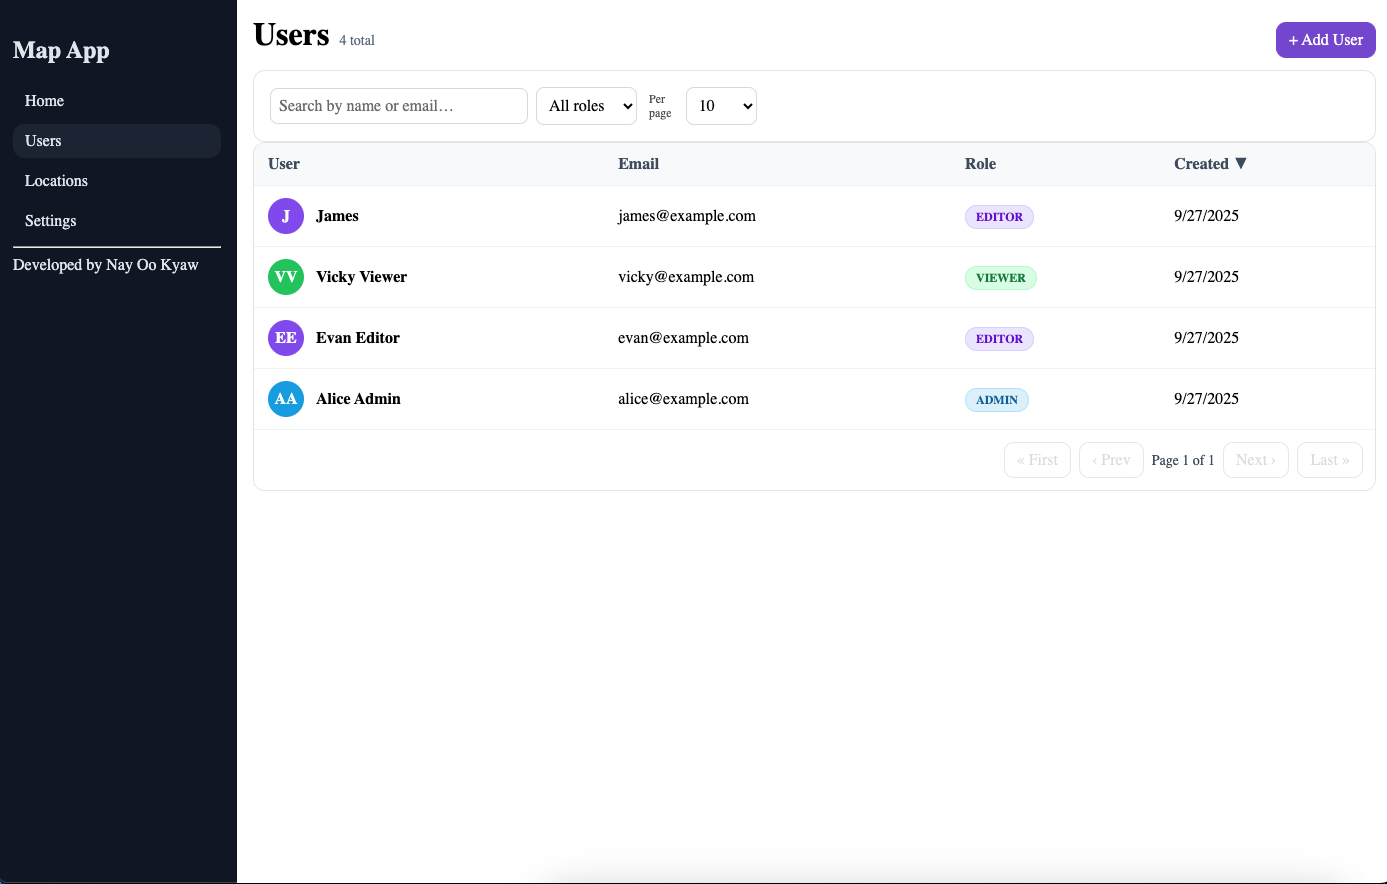 Map App
Home
Users
Locations
Settings
Developed by Nay Oo Kyaw
Users 4 total
+ Add User
Search by name or email…
All roles
Per
page
10
User Email Role Created ▼
J James james@example.com EDITOR 9/27/2025
VV Vicky Viewer vicky@example.com VIEWER 9/27/2025
EE Evan Editor evan@example.com EDITOR 9/27/2025
AA Alice Admin alice@example.com ADMIN 9/27/2025
« First ‹ Prev Page 1 of 1 Next › Last »